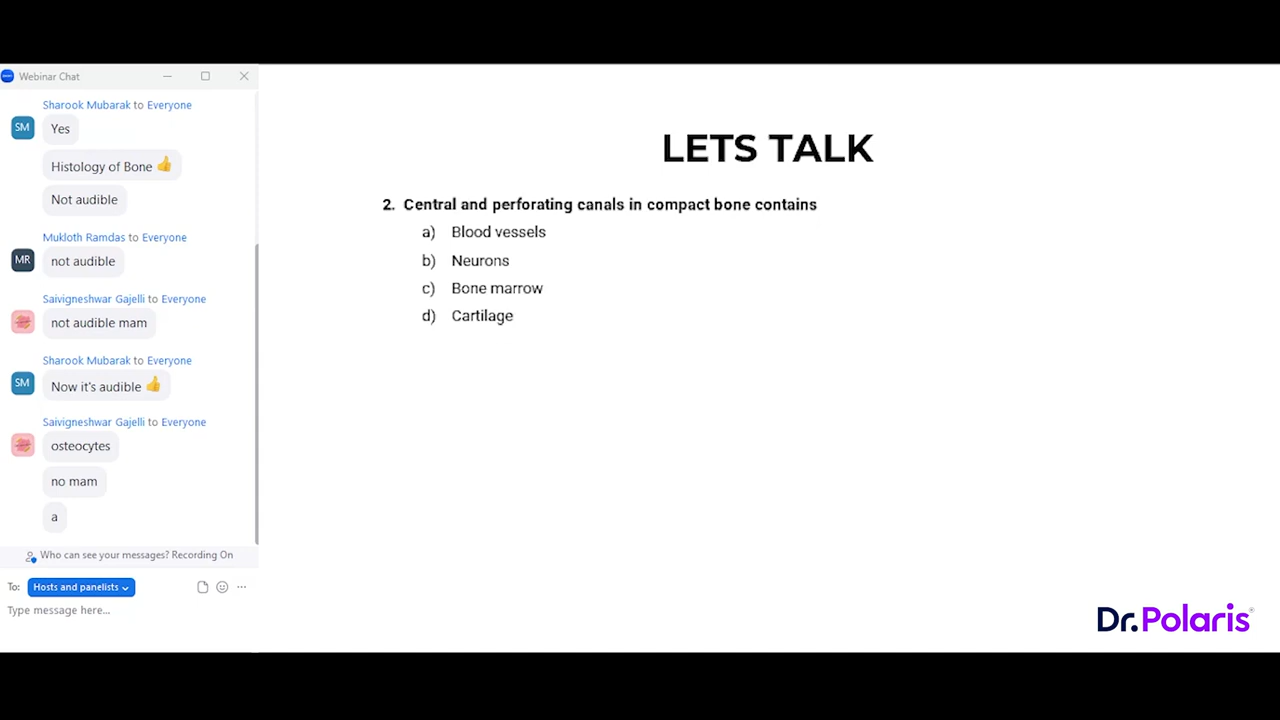 Webinar Chat
Sharook Mubarak to Everyone
SM
Yes
Histology of Bone 👍
Not audible
Mukloth Ramdas to Everyone
MR
not audible
Saivigneshwar Gajelli to Everyone
not audible mam
Sharook Mubarak to Everyone
SM
Now it's audible 👍
Saivigneshwar Gajelli to Everyone
osteocytes
no mam
a
Who can see your messages? Recording On
To: Hosts and panelists
Type message here...
LETS TALK
2. Central and perforating canals in compact bone contains
a) Blood vessels
b) Neurons
c) Bone marrow
d) Cartilage
Dr.Polaris